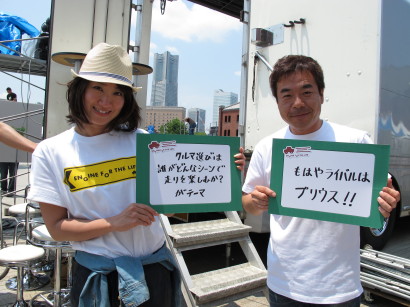 ENGINE FOR THE LIFE
クルマ選びは
誰がどんなシーンで
走りを楽しむか?
がテーマ
もはやライバルは
プリウス!!